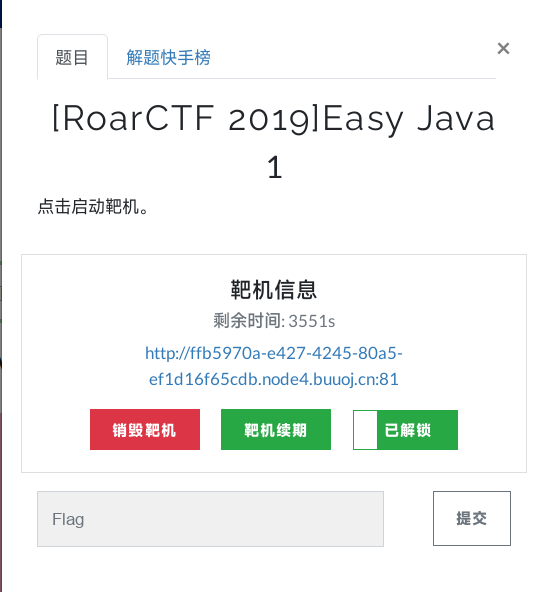 题目
解题快手榜
×
[RoarCTF 2019]Easy Java
1
点击启动靶机。
靶机信息
剩余时间: 3551s
http://ffb5970a-e427-4245-80a5-
ef1d16f65cdb.node4.buuoj.cn:81
销毁靶机
靶机续期
已解锁
Flag
提交